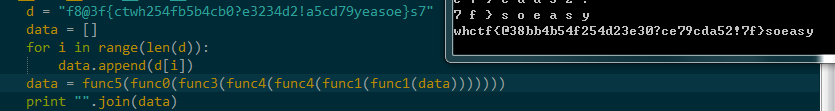 d = "f8@3f{ctwh254fb5b4cb0?e3234d2!a5cd79yeasoe}s7"
data = []
for i in range(len(d)):
    data.append(d[i])
data = func5(func0(func3(func4(func4(func1(func1(data)))))))
print "".join(data)
7 f } s o e a s y
whctf{@38bb4b54f254d23e30?ce79cda52!7f}soeasy